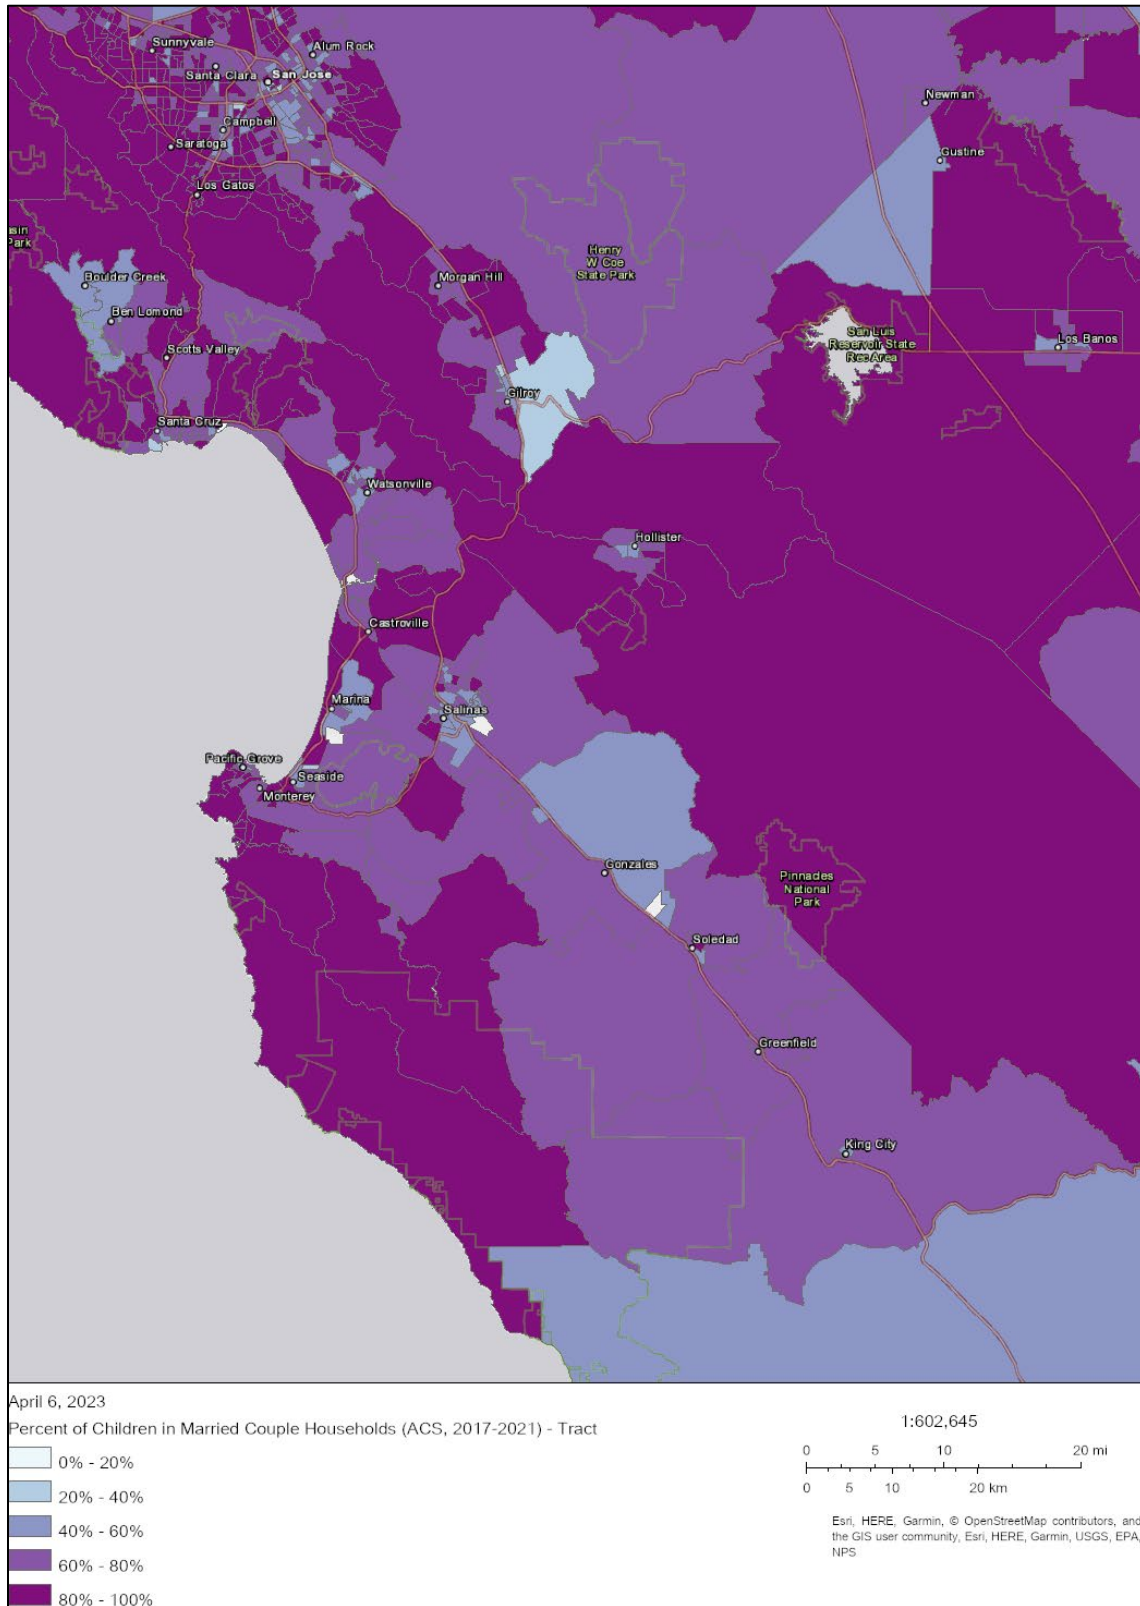 Sunnyvale
Alum Rock
Santa Clara
San Jose
Campbell
Saratoga
Los Gatos
Newman
Gustine
asin
Park
Henry
W Coe
State Park
Boulder Creek
Morgan Hill
Ben Lomond
Scotts Valley
San Luis
Reservoir State
Rec Area
Los Banos
Gilroy
Santa Cruz
Watsonville
Hollister
Castroville
Marina
Salinas
Pacific Grove
Seaside
Monterey
Gonzales
Pinnacles
National
Park
Soledad
Greenfield
King City
April 6, 2023
Percent of Children in Married Couple Households (ACS, 2017-2021) - Tract
0% - 20%
20% - 40%
40% - 60%
60% - 80%
80% - 100%
1:602,645
0 5 10 20 mi
0 5 10 20 km
Esri, HERE, Garmin, © OpenStreetMap contributors, and
the GIS user community, Esri, HERE, Garmin, USGS, EPA,
NPS